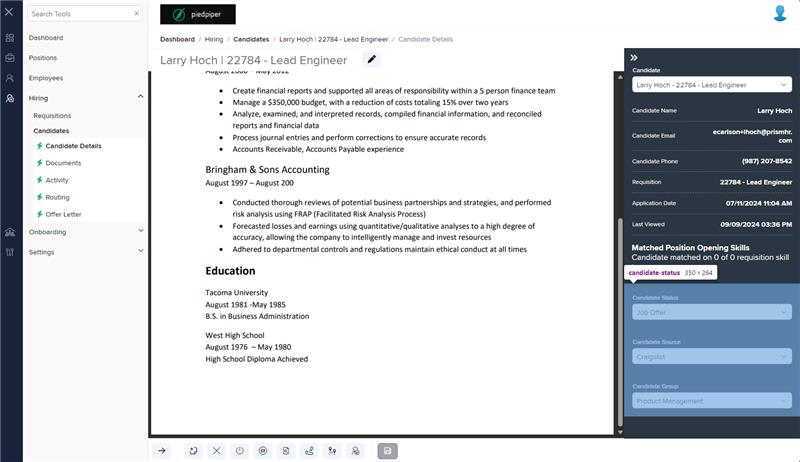 Search Tools
piedpiper
Dashboard
Positions
Employees
Hiring
Requisitions
Candidates
Candidate Details
Documents
Activity
Routing
Offer Letter
Onboarding
Settings
Dashboard / Hiring / Candidates / Larry Hoch | 22784 - Lead Engineer / Candidate Details
Larry Hoch | 22784 - Lead Engineer
August 2000 – May 2012
• Create financial reports and supported all areas of responsibility within a 5 person finance team
• Manage a $350,000 budget, with a reduction of costs totaling 15% over two years
• Analyze, examined, and interpreted records, compiled financial information, and reconciled
reports and financial data
• Process journal entries and perform corrections to ensure accurate records
• Accounts Receivable, Accounts Payable experience
Bringham & Sons Accounting
August 1997 – August 200
• Conducted thorough reviews of potential business partnerships and strategies, and performed
risk analysis using FRAP (Facilitated Risk Analysis Process)
• Forecasted losses and earnings using quantitative/qualitative analyses to a high degree of
accuracy, allowing the company to intelligently manage and invest resources
• Adhered to departmental controls and regulations maintain ethical conduct at all times
Education
Tacoma University
August 1981 -May 1985
B.S. in Business Administration
West High School
August 1976 – May 1980
High School Diploma Achieved
Candidate
Larry Hoch - 22784 - Lead Engineer
Candidate Name Larry Hoch
Candidate Email ecarlson+lhoch@prismhr.
com
Candidate Phone (987) 207-8542
Requisition 22784 - Lead Engineer
Application Date 07/11/2024 11:04 AM
Last Viewed 09/09/2024 03:36 PM
Matched Position Opening Skills
Candidate matched on 0 of 0 requisition skill
candidate-status 350 × 264
Candidate Status
Job Offer
Candidate Source
Craigslist
Candidate Group
Product Management